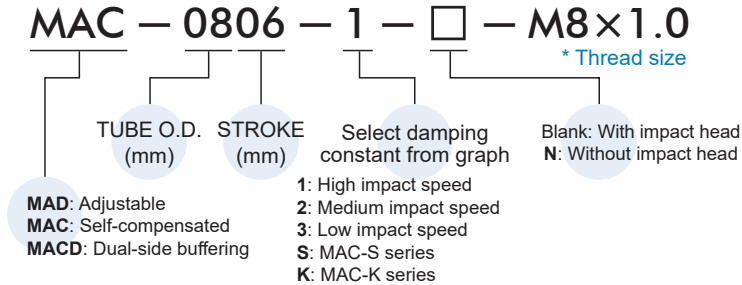 MAC – 0806 – 1 – □ – M8×1.0
* Thread size
TUBE O.D.
(mm)
STROKE
(mm)
Select damping
constant from graph
Blank: With impact head
N: Without impact head
MAD: Adjustable
MAC: Self-compensated
MACD: Dual-side buffering
1: High impact speed
2: Medium impact speed
3: Low impact speed
S: MAC-S series
K: MAC-K series